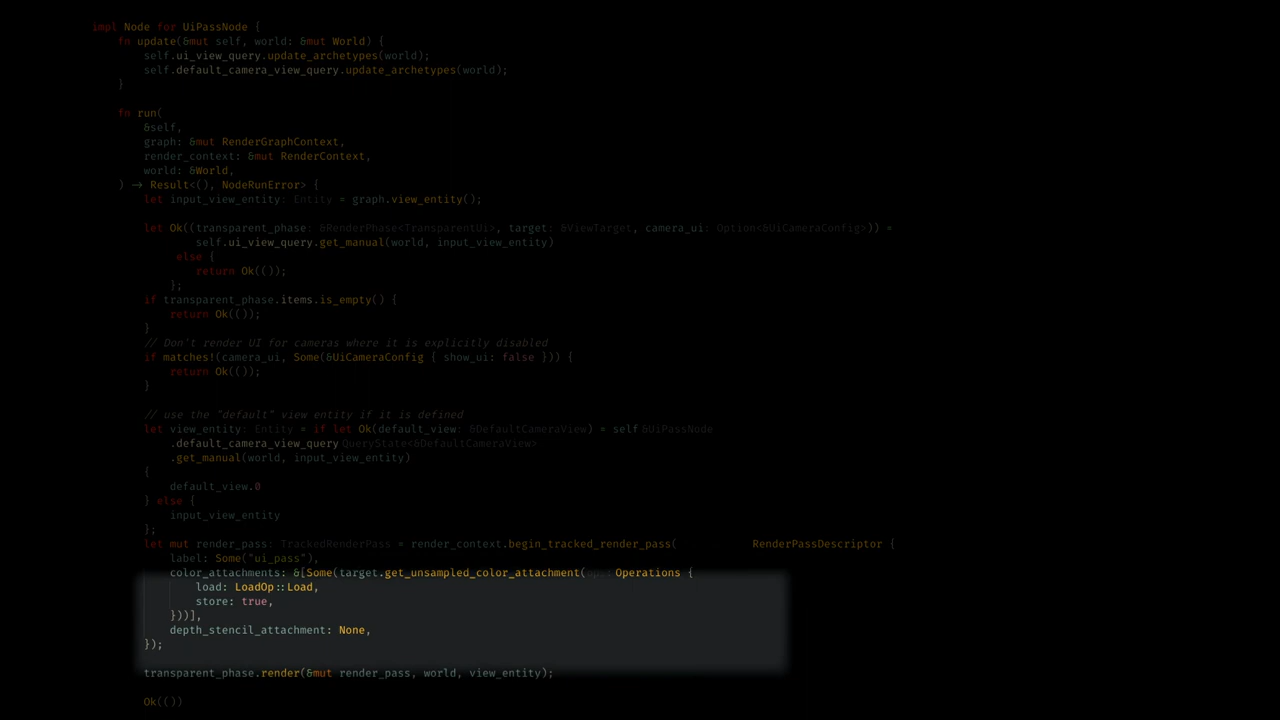 impl Node for UiPassNode {
fn update(&mut self, world: &mut World) {
self.ui_view_query.update_archetypes(world);
self.default_camera_view_query.update_archetypes(world);
}
fn run(
&self,
graph: &mut RenderGraphContext,
render_context: &mut RenderContext,
world: &World,
) → Result<(), NodeRunError> {
let input_view_entity: Entity = graph.view_entity();
let Ok((transparent_phase: &RenderPhase<TransparentUi>, target: &ViewTarget, camera_ui: Option<&UiCameraConfig>)) =
self.ui_view_query.get_manual(world, input_view_entity)
else {
return Ok(());
};
if transparent_phase.items.is_empty() {
return Ok(());
}
// Don't render UI for cameras where it is explicitly disabled
if matches!(camera_ui, Some(&UiCameraConfig { show_ui: false })) {
return Ok(());
}
// use the "default" view entity if it is defined
let view_entity: Entity = if let Ok(default_view: &DefaultCameraView) = self &UiPassNode
.default_camera_view_query QueryState<&DefaultCameraView>
.get_manual(world, input_view_entity)
{
default_view.0
} else {
input_view_entity
};
let mut render_pass: TrackedRenderPass = render_context.begin_tracked_render_pass( RenderPassDescriptor {
label: Some("ui_pass"),
color_attachments: &[Some(target.get_unsampled_color_attachment( Operations {
load: LoadOp::Load,
store: true,
}))],
depth_stencil_attachment: None,
});
transparent_phase.render(&mut render_pass, world, view_entity);
Ok(())